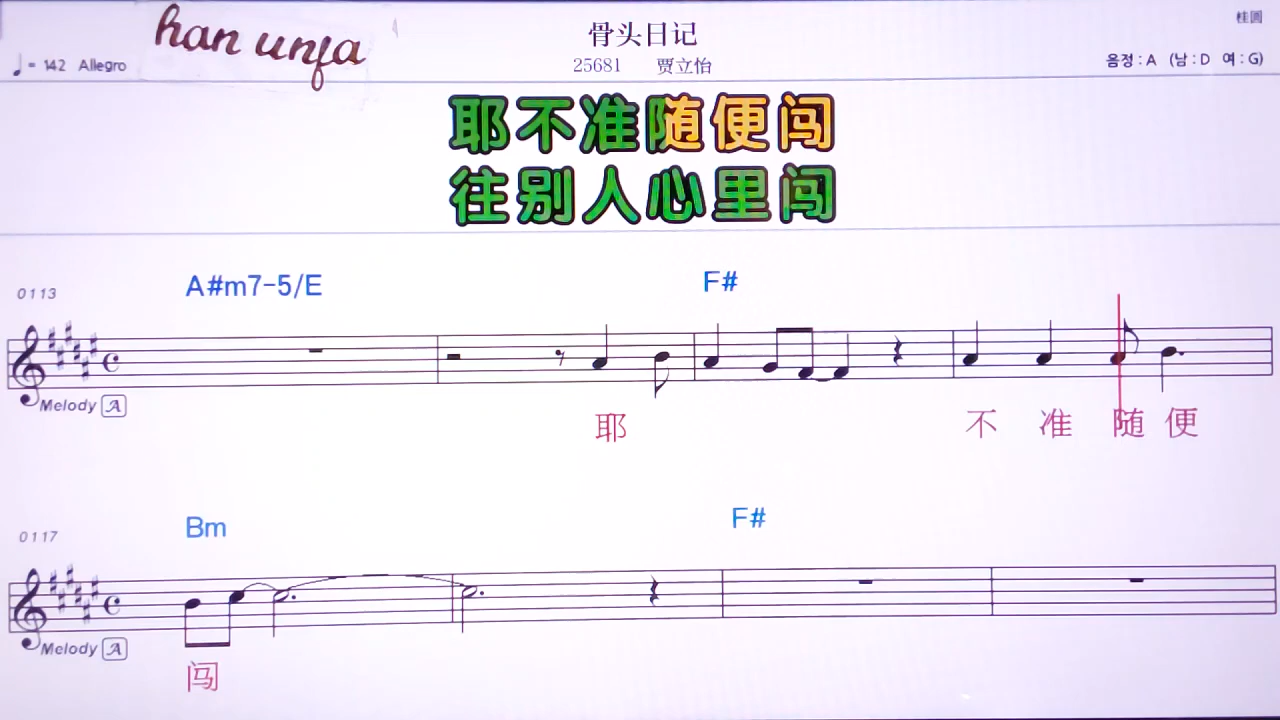 han unfa
骨头日记
桂圆
♩= 142 Allegro
25681 贾立怡
음정 : A (남 : D 여 : G)
耶不准随便闯
往别人心里闯
0113
A#m7-5/E F#
Melody A
耶 不 准 随 便
0117
Bm F#
Melody A
闯